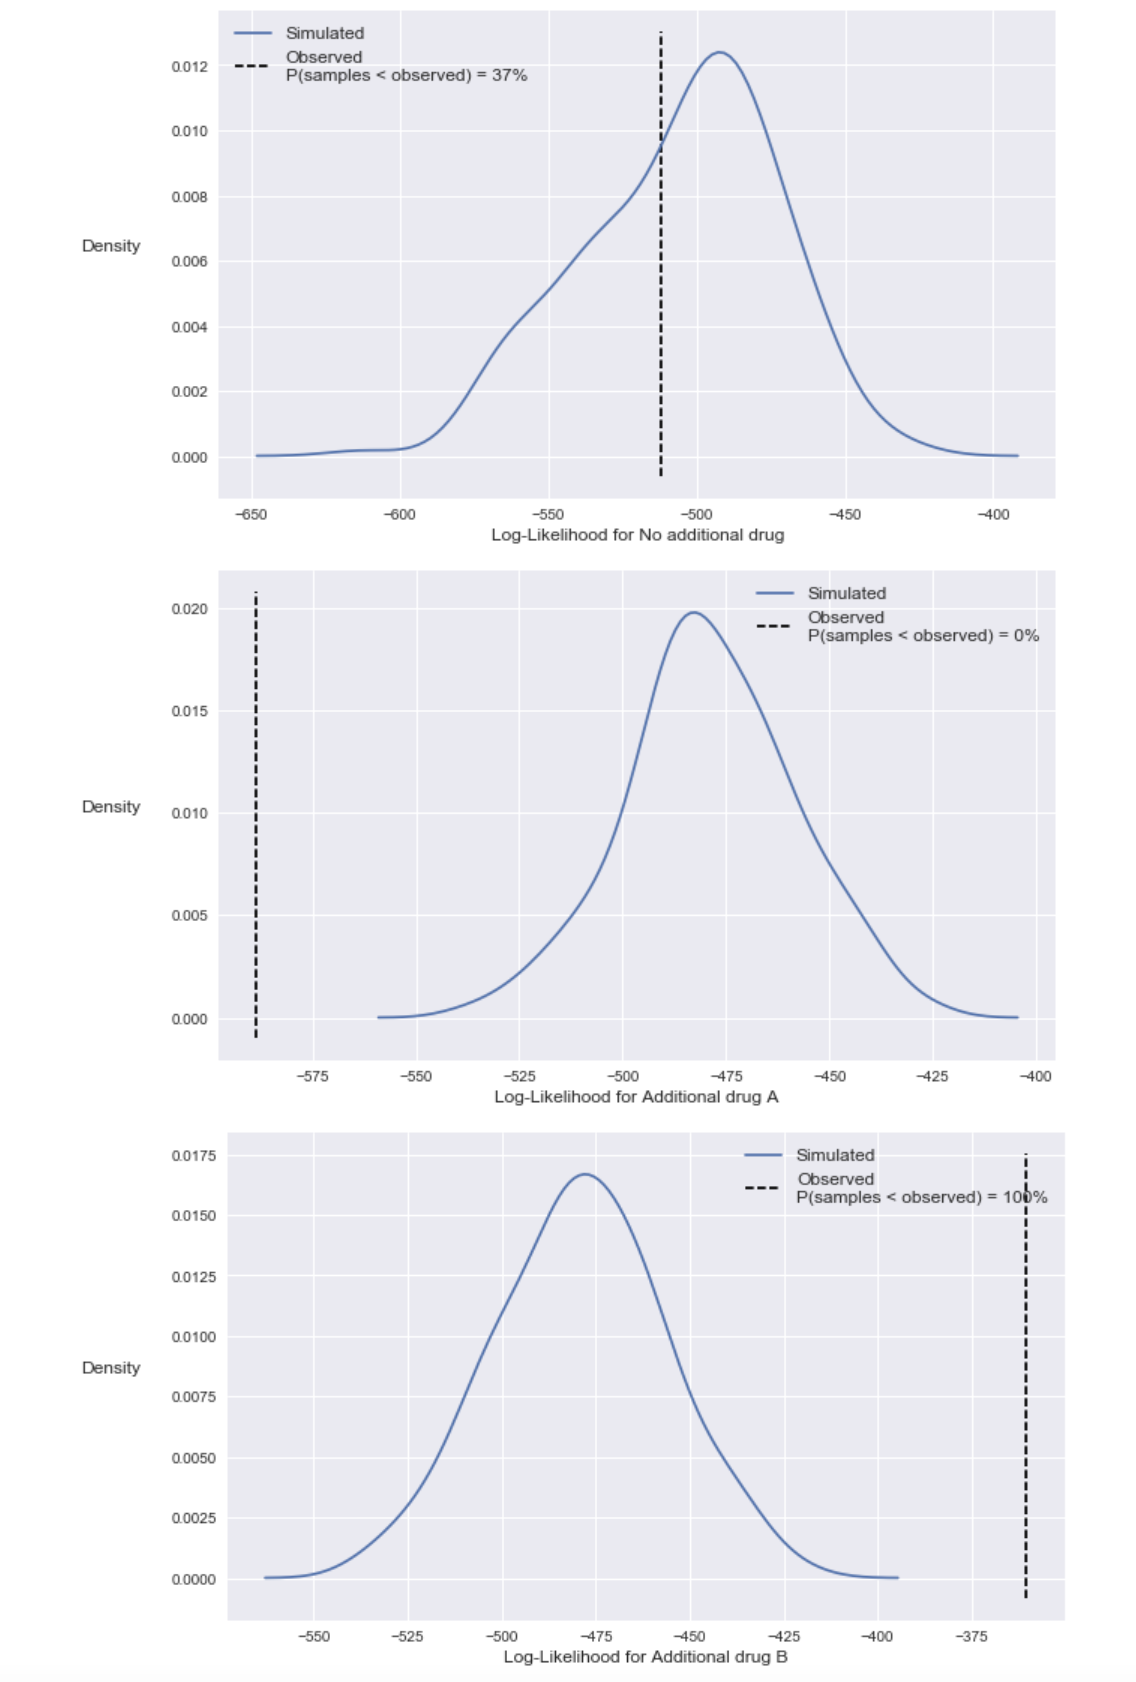 Simulated
Observed
P(samples < observed) = 37%
0.012
0.010
0.008
Density
0.006
0.004
0.002
0.000
−650 −600 −550 −500 −450 −400
Log-Likelihood for No additional drug
Simulated
Observed
P(samples < observed) = 0%
0.020
0.015
Density
0.010
0.005
0.000
−575 −550 −525 −500 −475 −450 −425 −400
Log-Likelihood for Additional drug A
Simulated
Observed
P(samples < observed) = 100%
0.0175
0.0150
0.0125
0.0100
Density
0.0075
0.0050
0.0025
0.0000
−550 −525 −500 −475 −450 −425 −400 −375
Log-Likelihood for Additional drug B